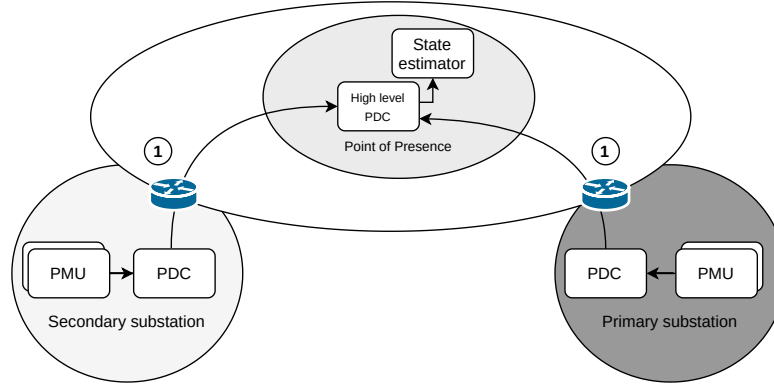 State
estimator
High level
PDC
Point of Presence
1
1
PMU
PDC
Secondary substation
PDC
PMU
Primary substation